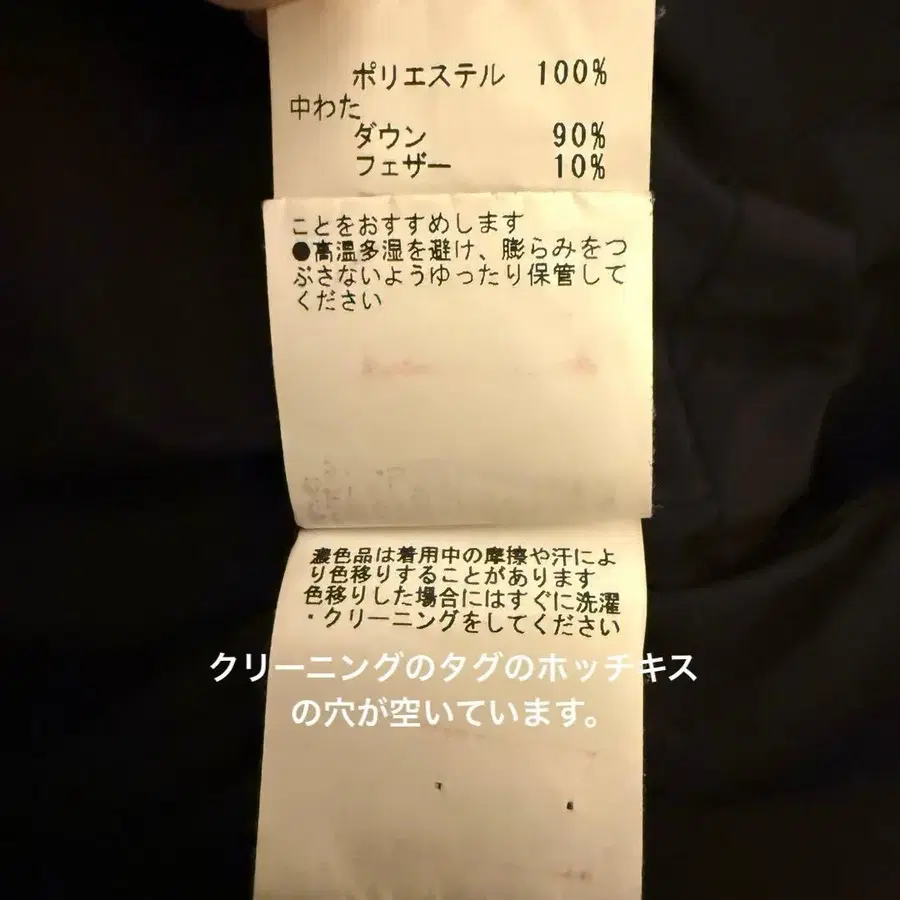 ポリエステル 100%
中わた
ダウン 90%
フェザー 10%
ことをおすすめします
●高温多湿を避け、膨らみをつ
ぶさないようゆったり保管して
ください
濃色品は着用中の摩擦や汗によ
り色移りすることがあります
色移りした場合にはすぐに洗濯
・クリーニングをしてください
クリーニングのタグのホッチキス
の穴が空いています。